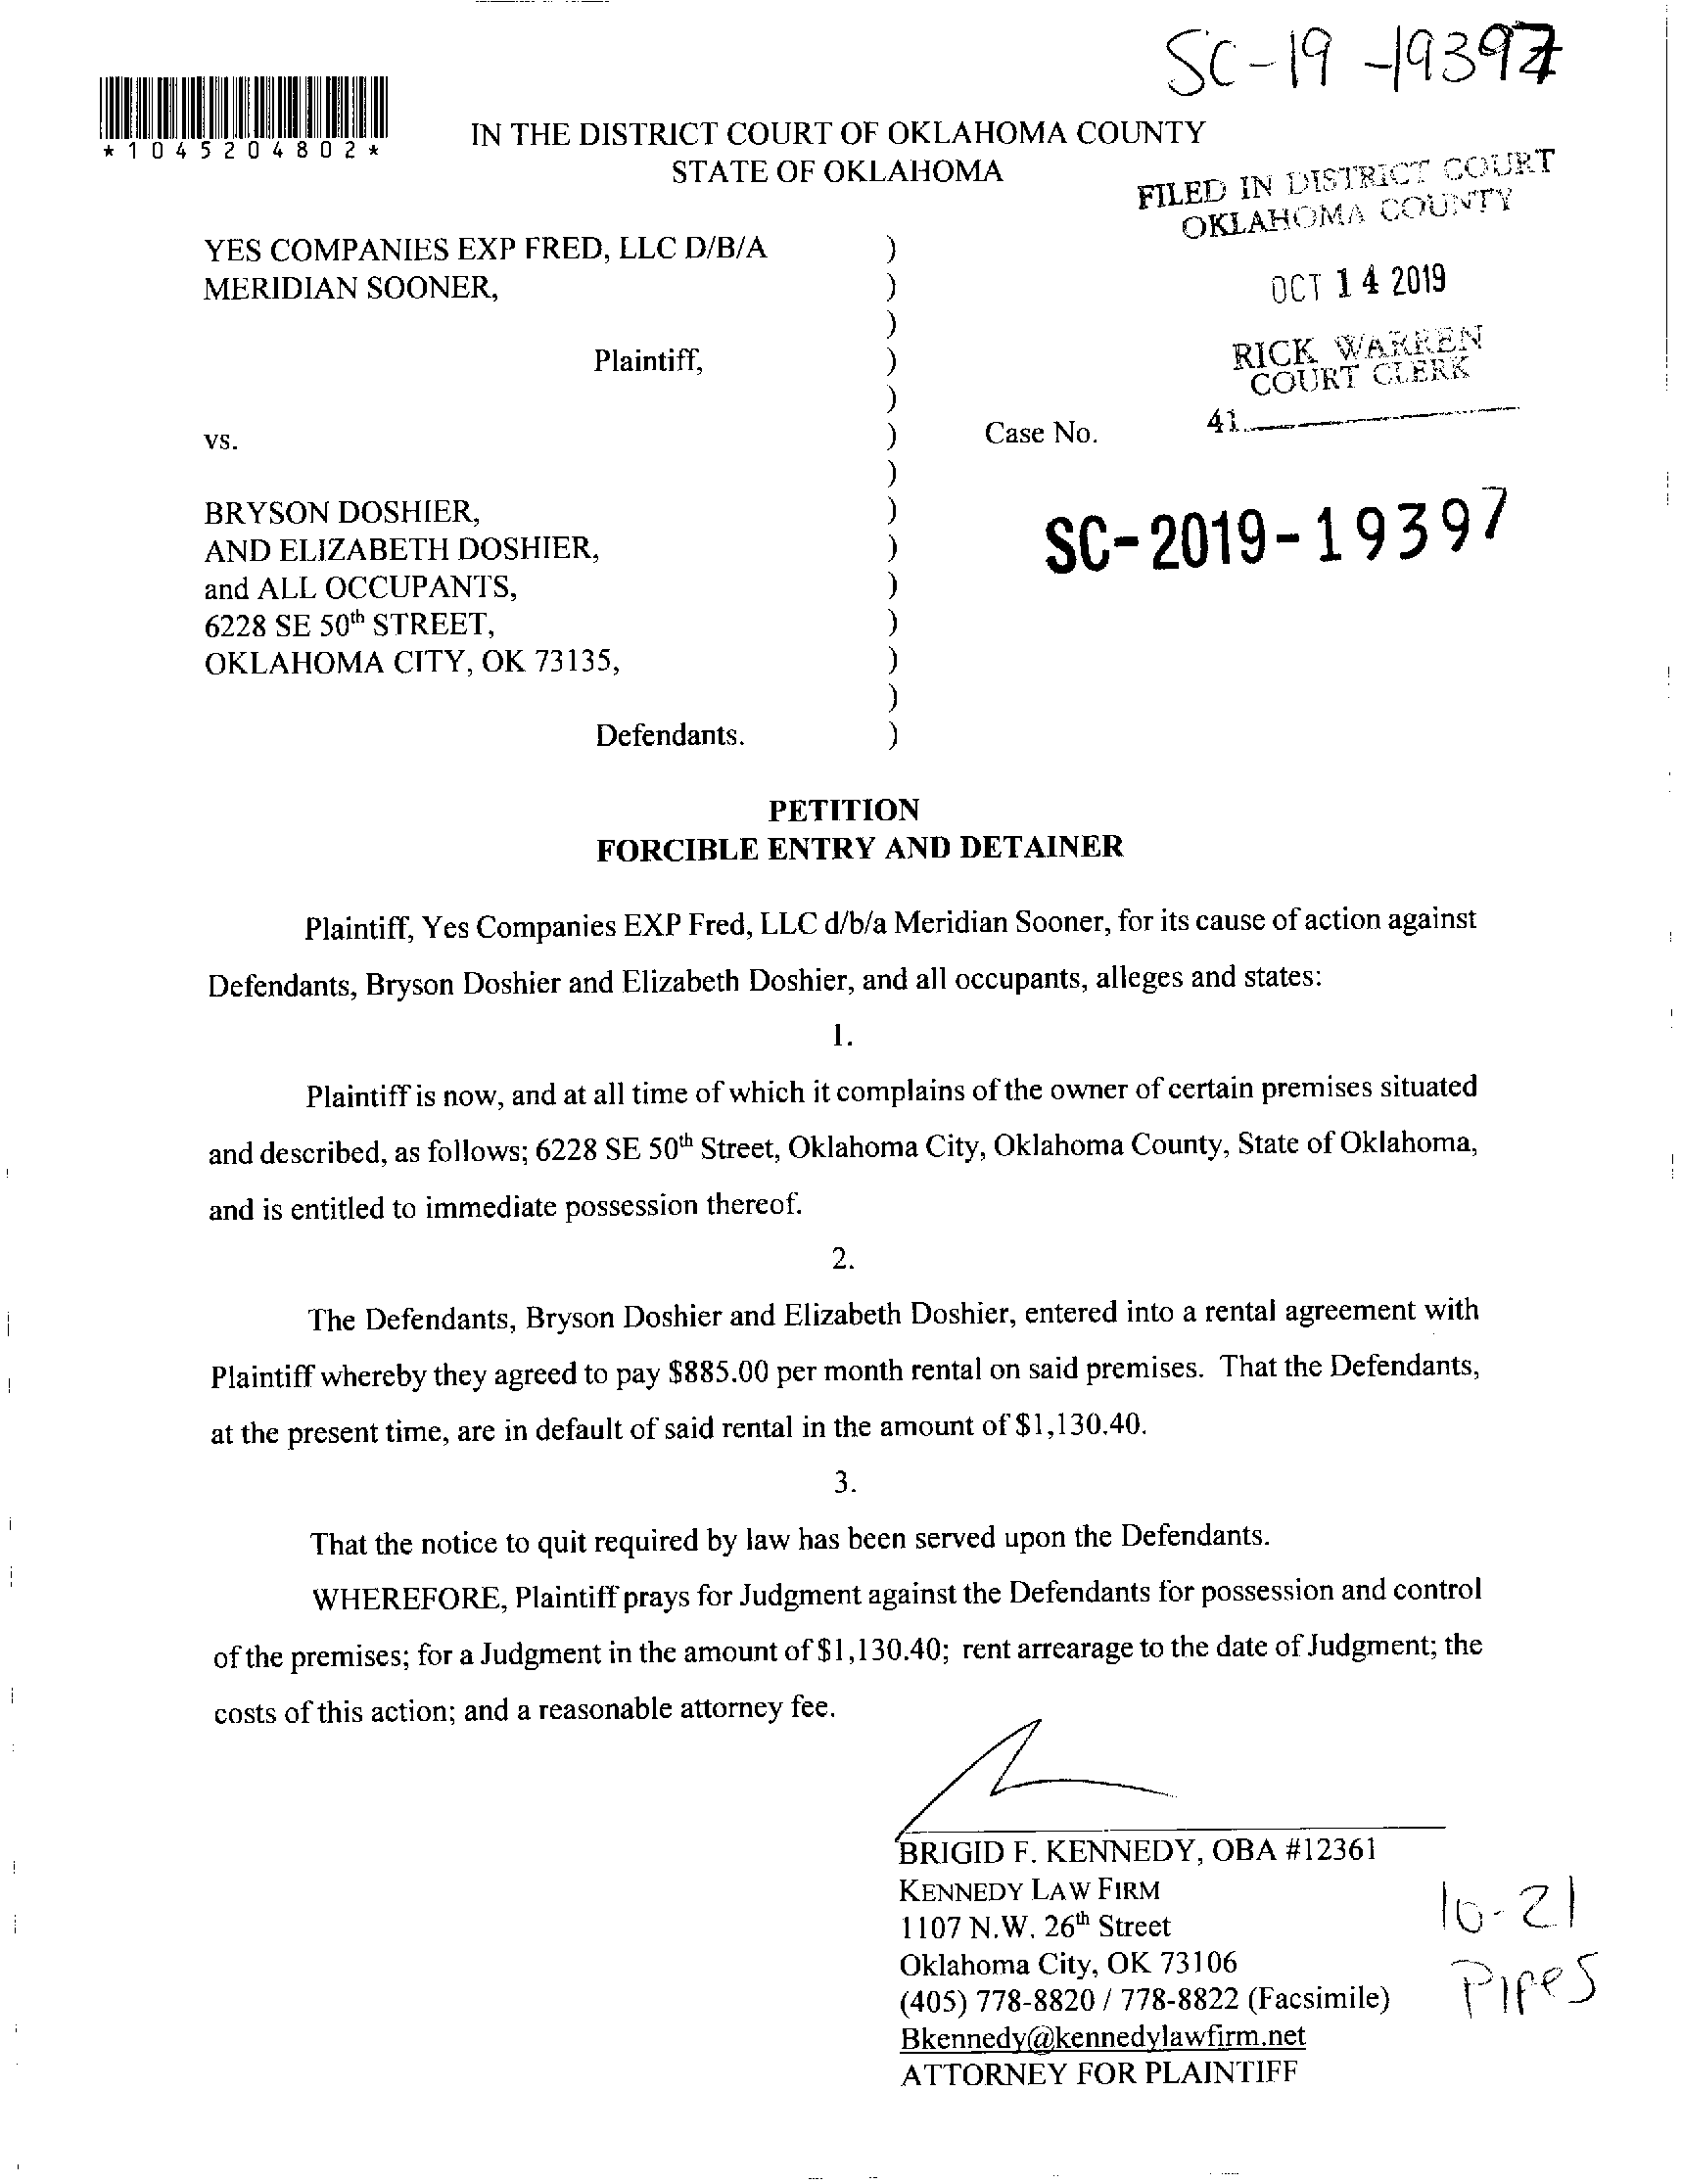 SC-19-19397
*1045204802*
IN THE DISTRICT COURT OF OKLAHOMA COUNTY
STATE OF OKLAHOMA
FILED IN DISTRICT COURT
OKLAHOMA COUNTY
OCT 14 2019
RICK WARREN
COURT CLERK
41
YES COMPANIES EXP FRED, LLC D/B/A )
MERIDIAN SOONER, )
)
Plaintiff, )
)
vs. ) Case No.
)
BRYSON DOSHIER, )
AND ELIZABETH DOSHIER, ) SC-2019-19397
and ALL OCCUPANTS, )
6228 SE 50th STREET, )
OKLAHOMA CITY, OK 73135, )
)
Defendants. )
PETITION
FORCIBLE ENTRY AND DETAINER
Plaintiff, Yes Companies EXP Fred, LLC d/b/a Meridian Sooner, for its cause of action against
Defendants, Bryson Doshier and Elizabeth Doshier, and all occupants, alleges and states:
1.
Plaintiff is now, and at all time of which it complains of the owner of certain premises situated
and described, as follows; 6228 SE 50th Street, Oklahoma City, Oklahoma County, State of Oklahoma,
and is entitled to immediate possession thereof.
2.
The Defendants, Bryson Doshier and Elizabeth Doshier, entered into a rental agreement with
Plaintiff whereby they agreed to pay $885.00 per month rental on said premises. That the Defendants,
at the present time, are in default of said rental in the amount of $1,130.40.
3.
That the notice to quit required by law has been served upon the Defendants.
WHEREFORE, Plaintiff prays for Judgment against the Defendants for possession and control
of the premises; for a Judgment in the amount of $1,130.40; rent arrearage to the date of Judgment; the
costs of this action; and a reasonable attorney fee.
BRIGID F. KENNEDY, OBA #12361
KENNEDY LAW FIRM
1107 N.W. 26th Street
Oklahoma City, OK 73106
(405) 778-8820 / 778-8822 (Facsimile)
Bkennedy@kennedylawfirm.net
ATTORNEY FOR PLAINTIFF
10-21
Pipes